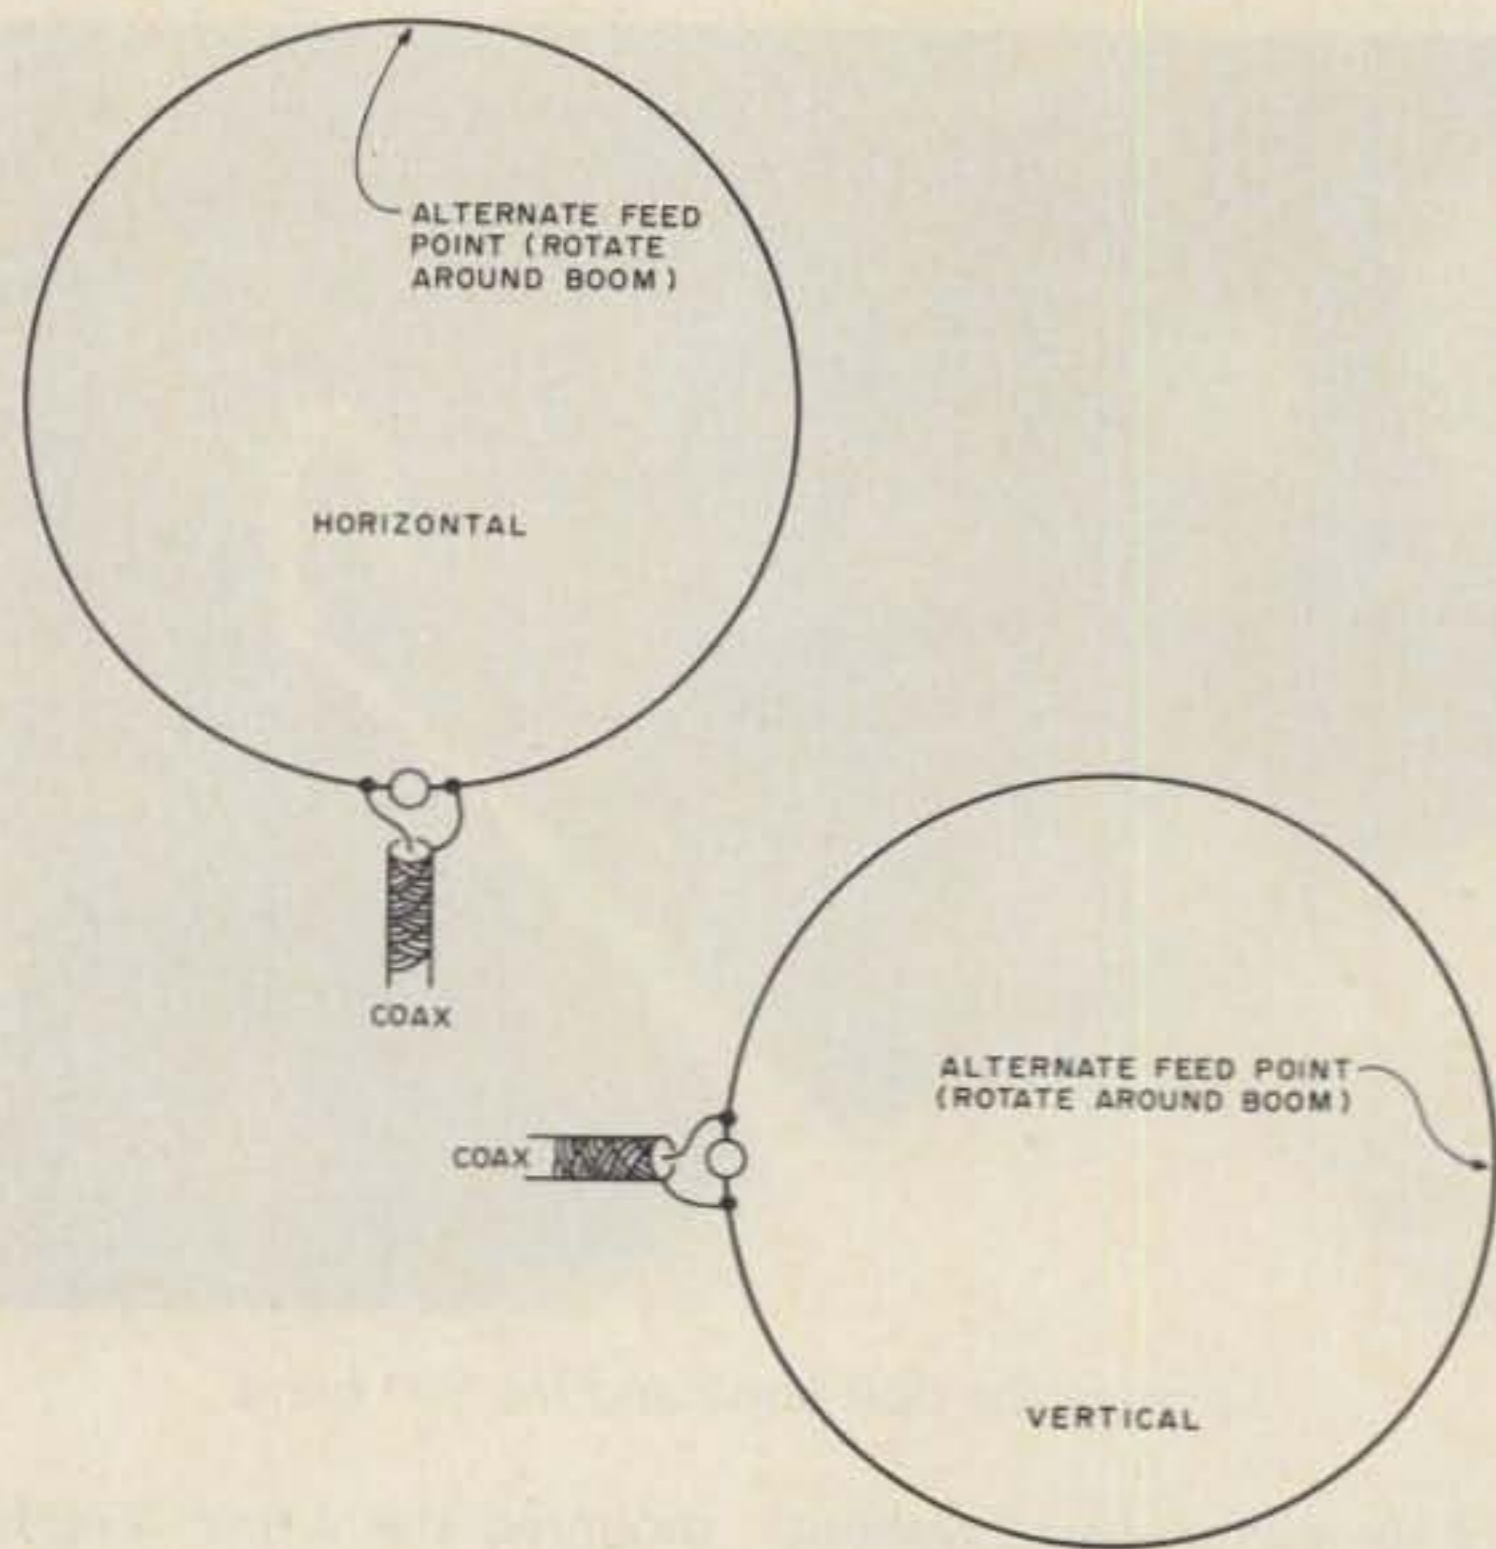 ALTERNATE FEED
POINT (ROTATE
AROUND BOOM)
HORIZONTAL
COAX
ALTERNATE FEED POINT
(ROTATE AROUND BOOM)
COAX
VERTICAL